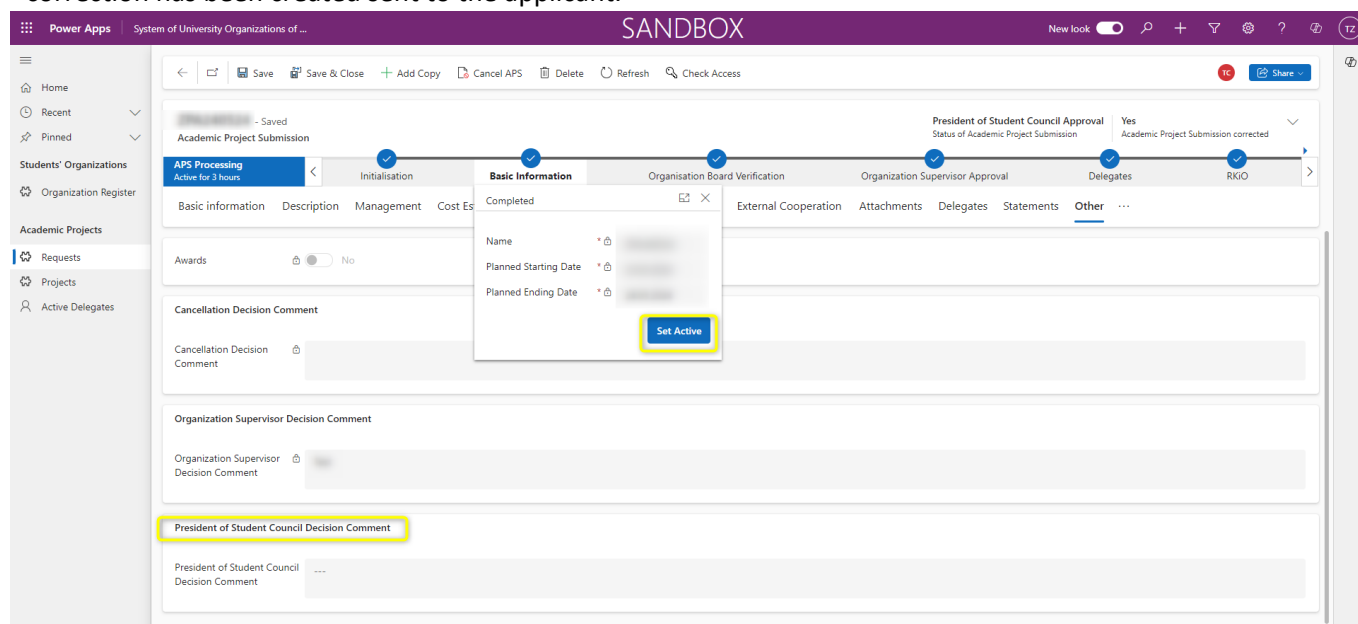 correction has been created sent to the applicant.
Power Apps System of University Organizations of ... SANDBOX New look TZ
Save Save & Close Add Copy Cancel APS Delete Refresh Check Access TC Share
Home
Recent
Pinned
Students' Organizations
Organization Register
Academic Projects
Requests
Projects
Active Delegates
- Saved
Academic Project Submission
President of Student Council Approval Yes
Status of Academic Project Submission Academic Project Submission corrected
APS Processing
Active for 3 hours
Initialisation Basic Information Organisation Board Verification Organization Supervisor Approval Delegates RKiO
Basic information Description Management Cost Es External Cooperation Attachments Delegates Statements Other ...
Completed
Name *
Planned Starting Date *
Planned Ending Date *
Set Active
Awards No
Cancellation Decision Comment
Cancellation Decision
Comment
Organization Supervisor Decision Comment
Organization Supervisor
Decision Comment
President of Student Council Decision Comment
President of Student Council
Decision Comment
---